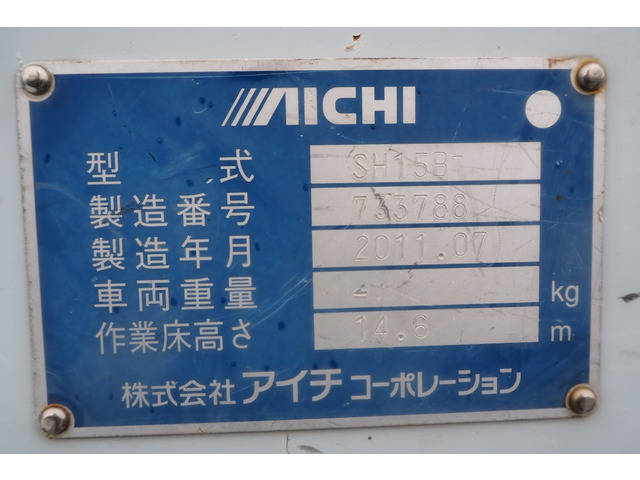 AICHI
型式 SH15B-
製造番号 733788
製造年月 2011.07
車両重量 - kg
作業床高さ 14.6 m
株式会社 アイチ コーポレーション